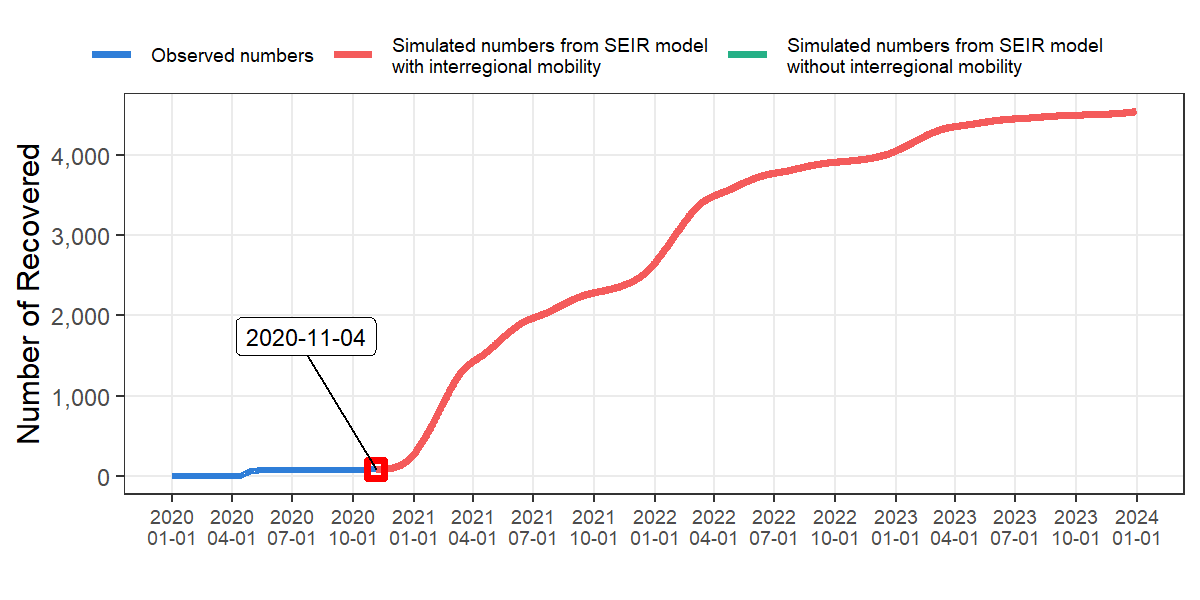 Observed numbers
Simulated numbers from SEIR model
with interregional mobility
Simulated numbers from SEIR model
without interregional mobility
Number of Recovered
4,000
3,000
2,000
1,000
0
2020-11-04
2020 2020 2020 2020 2021 2021 2021 2021 2022 2022 2022 2022 2023 2023 2023 2023 2024
01-01 04-01 07-01 10-01 01-01 04-01 07-01 10-01 01-01 04-01 07-01 10-01 01-01 04-01 07-01 10-01 01-01